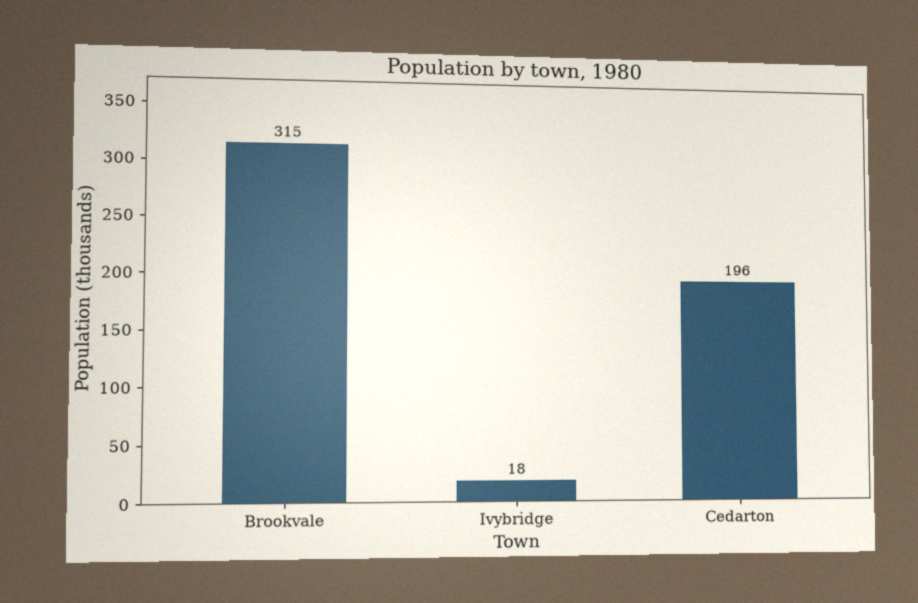 Population by town, 1980
Population (thousands)
350
300
250
200
150
100
50
0
315
18
196
Brookvale
Ivybridge
Cedarton
Town